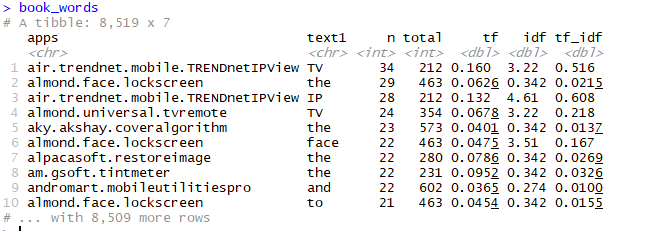 > book_words
# A tibble: 8,519 x 7
apps text1 n total tf idf tf_idf
<chr> <chr> <int> <int> <dbl> <dbl> <dbl>
1 air.trendnet.mobile.TRENDnetIPView TV 34 212 0.160 3.22 0.516
2 almond.face.lockscreen the 29 463 0.0626 0.342 0.0215
3 air.trendnet.mobile.TRENDnetIPView IP 28 212 0.132 4.61 0.608
4 almond.universal.tvremote TV 24 354 0.0678 3.22 0.218
5 aky.akshay.coveralgorithm the 23 573 0.0401 0.342 0.0137
6 almond.face.lockscreen face 22 463 0.0475 3.51 0.167
7 alpacasoft.restoreimage the 22 280 0.0786 0.342 0.0269
8 am.gsoft.tintmeter the 22 231 0.0952 0.342 0.0326
9 andromart.mobileutilitiespro and 22 602 0.0365 0.274 0.0100
10 almond.face.lockscreen to 21 463 0.0454 0.342 0.0155
# ... with 8,509 more rows
>